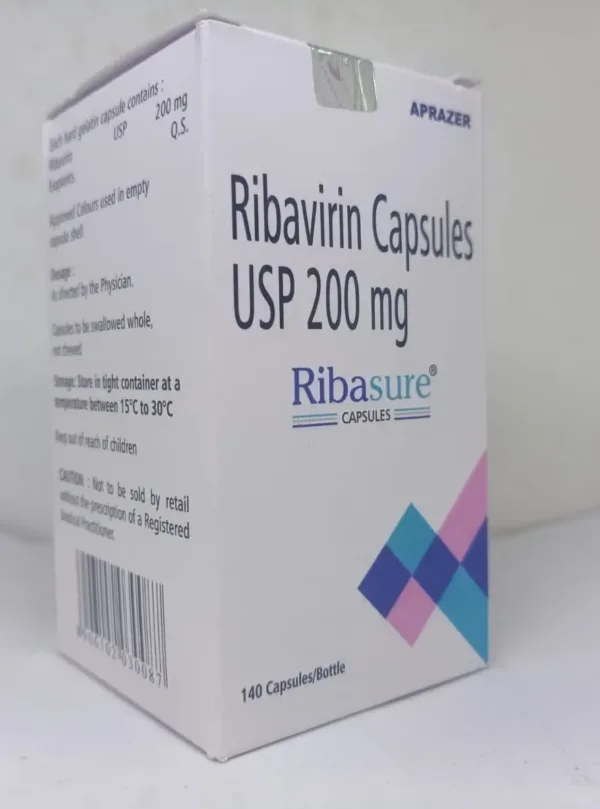 Each hard gelatin capsule contains :
Ribavirin USP 200 mg
Excipients Q.S.
Approved Colours used in empty
capsule shell
Dosage :
As directed by the Physician.
Capsules to be swallowed whole,
not chewed
Storage: Store in tight container at a
temperature between 15°C to 30°C
Keep out of reach of children
CAUTION : Not to be sold by retail
without the prescription of a Registered
Medical Practitioner.
APRAZER
Ribavirin Capsules
USP 200 mg
Ribasure®
CAPSULES
140 Capsules/Bottle